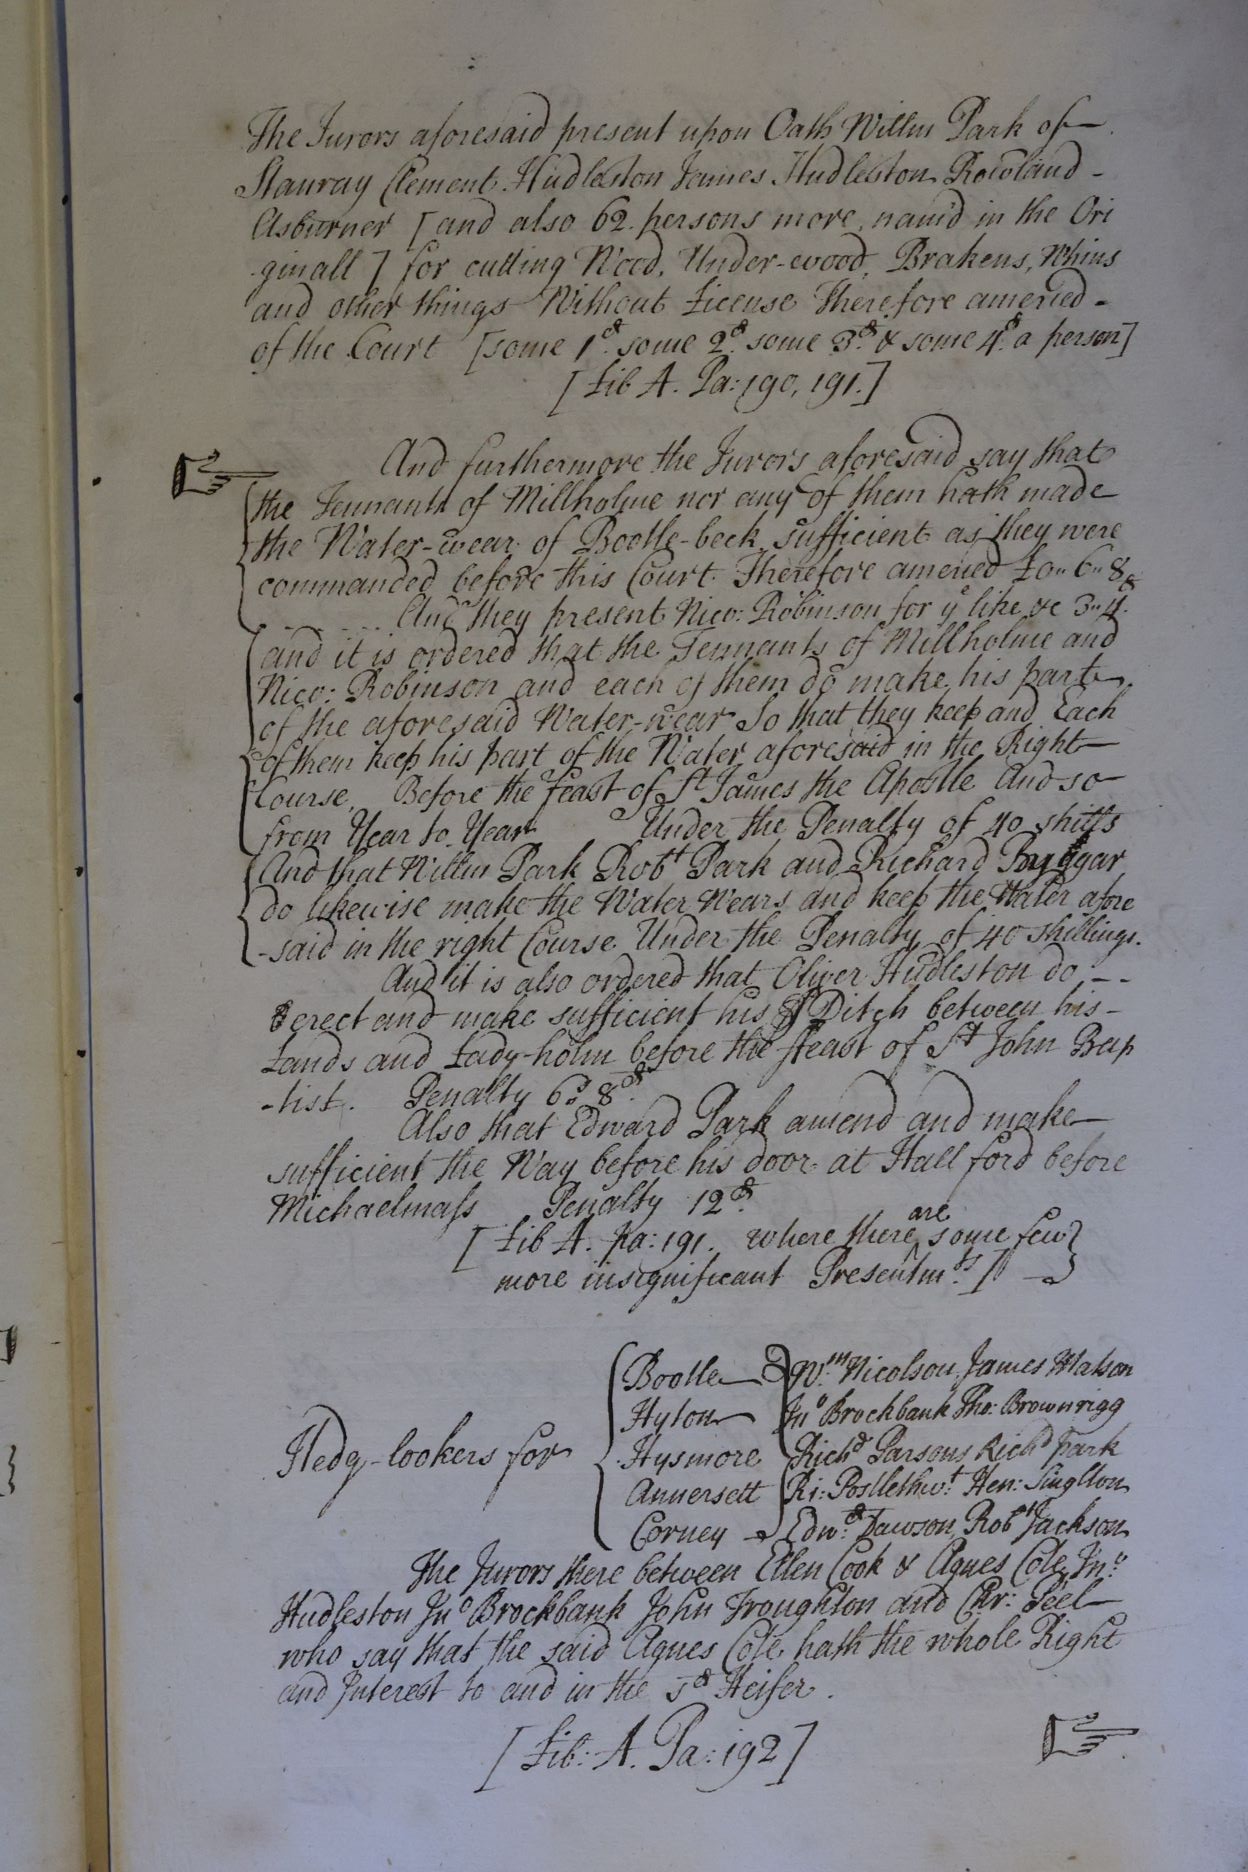 The Jurors aforesaid present upon Oath Willm Park of
Stauray Clement Hudleston James Hudleston Rowland -
Asburner [ and also 62 persons more, nam'd in the Ori
ginall ] for cutting Wood, Under-wood, Brakens, Whins
and other things Without License Therefore amerced -
of the Court [some 1d. some 2d. some 3d. & some 4d. a person]
[ Lib A. Pa: 190, 191. ]
And furthermore the Jurors aforesaid say that
the Tennants of Millholme nor any of them hath made
the Water-wear of Bootle-beck sufficient as they were
commanded before this Court. Therefore amerced £0,, 6,, 8
And they present Nico: Robinson for ye like &c 3,, 4d.
and it is ordered that the Tennants of Millholme and
Nico: Robinson and each of them do make his part
of the aforesaid Water-wear So that they keep and Each
of them keep his part of the Water aforesaid in the Right
Course, Before the Feast of St James the Apostle And so
from Year to Year Under the Penalty of 40 shills
And that Willm Park Robt Park and Richard
do likewise make the Water Wears and keep the Water afore
-said in the right Course Under the Penalty of 40 shillings.
And it is also ordered that Oliver Hudleston do - -
erect and make sufficient his Ditch between his -
Lands and Lady-holm before the feast of St John Bap
-tist. Penalty 6s 8d.
Also that Edward Park amend and make
sufficient the Way before his door at Hall ford before
Michaelmass Penalty 12d.
[ Lib A. pa: 191. where there are some few
more insignificant Presentmts. ]
Bootle Wm. Nicolson James Watson
Hyton Jno Brockbank Tho: Brownrigg
Hedg-lookers for Hysmore Richd Parsons Richd Park
Annersett Ri: Postlethwt. Hen: Singlton
Corney Edwd. Dawson Robt Jackson
The Jurors there between Ellen Cook & Agnes Cole Jno:
Hudleston Jno Brockbank John Troughton and Chr: Peel
who say that the said Agnes Cole hath the whole Right
and Interest to and in the sd Heifer.
[ Lib: A. Pa: 192 ]